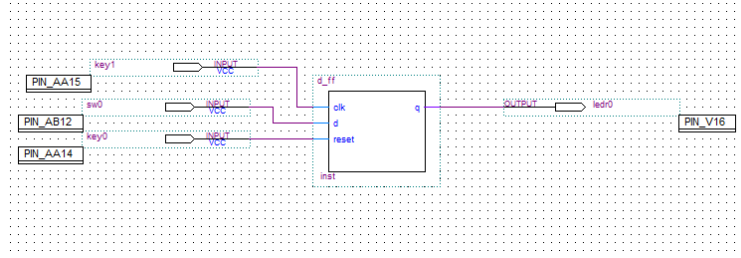 key1
INPUT
VCC
PIN_AA15
d_ff
sw0
INPUT
VCC
clk
q
OUTPUT
ledr0
PIN_AB12
d
PIN_V16
key0
INPUT
VCC
reset
PIN_AA14
inst